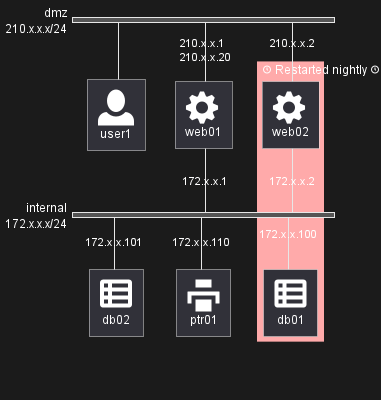 dmz
210.x.x.x/24
210.x.x.1
210.x.x.20
210.x.x.2
Restarted nightly
user1
web01
web02
172.x.x.1
172.x.x.2
internal
172.x.x.x/24
172.x.x.101
172.x.x.110
172.x.x.100
db02
ptr01
db01